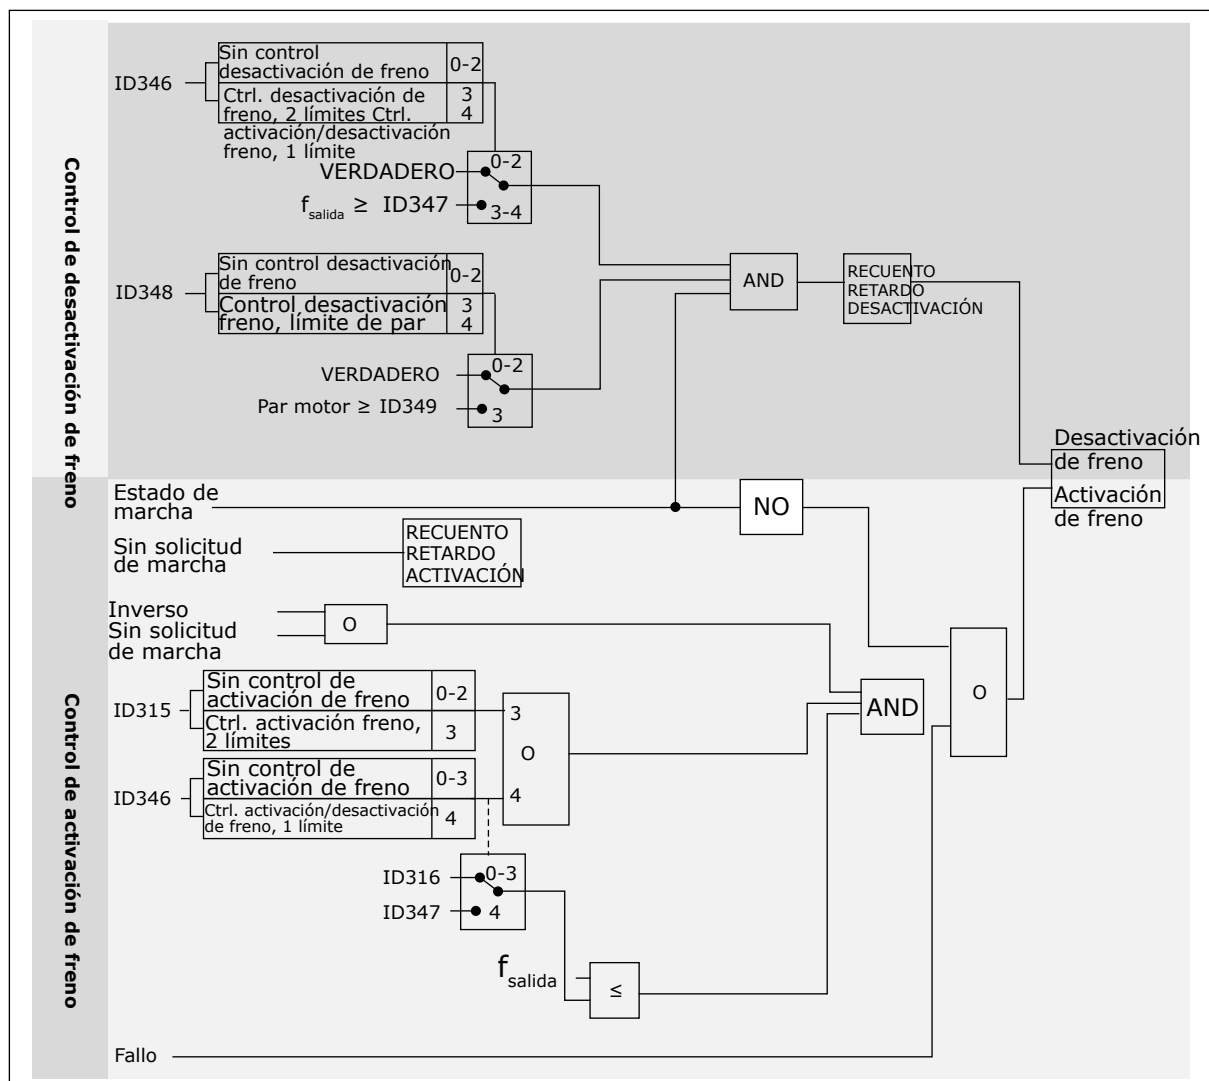 Control de desactivación de freno
Sin control
desactivación de freno
0-2
ID346
Ctrl. desactivación de
freno, 2 límites Ctrl.
activación/desactivación
freno, 1 límite
3
4
VERDADERO
0-2
fsalida ≥ ID347
3-4
Sin control desactivación
de freno
0-2
ID348
Control desactivación
freno, límite de par
3
4
VERDADERO
0-2
Par motor ≥ ID349
3
AND
RECUENTO
RETARDO
DESACTIVACIÓN
Desactivación
de freno
Activación
de freno
Control de activación de freno
Estado de
marcha
NO
Sin solicitud
de marcha
RECUENTO
RETARDO
ACTIVACIÓN
Inverso
Sin solicitud
de marcha
O
Sin control de
activación de freno
0-2
ID315
Ctrl. activación freno,
2 límites
3
3
O
4
AND
O
Sin control de
activación de freno
0-3
ID346
Ctrl. activación/desactivación
de freno, 1 límite
4
ID316
0-3
ID347
4
fsalida
≤
Fallo